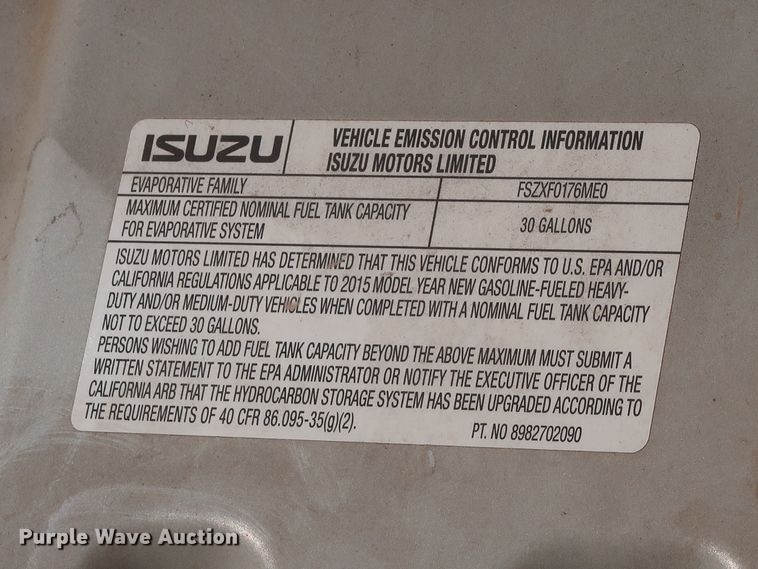 ISUZU
VEHICLE EMISSION CONTROL INFORMATION
ISUZU MOTORS LIMITED
EVAPORATIVE FAMILY FSZXF0176ME0
MAXIMUM CERTIFIED NOMINAL FUEL TANK CAPACITY
FOR EVAPORATIVE SYSTEM
30 GALLONS
ISUZU MOTORS LIMITED HAS DETERMINED THAT THIS VEHICLE CONFORMS TO U.S. EPA AND/OR
CALIFORNIA REGULATIONS APPLICABLE TO 2015 MODEL YEAR NEW GASOLINE-FUELED HEAVY-
DUTY AND/OR MEDIUM-DUTY VEHICLES WHEN COMPLETED WITH A NOMINAL FUEL TANK CAPACITY
NOT TO EXCEED 30 GALLONS.
PERSONS WISHING TO ADD FUEL TANK CAPACITY BEYOND THE ABOVE MAXIMUM MUST SUBMIT A
WRITTEN STATEMENT TO THE EPA ADMINISTRATOR OR NOTIFY THE EXECUTIVE OFFICER OF THE
CALIFORNIA ARB THAT THE HYDROCARBON STORAGE SYSTEM HAS BEEN UPGRADED ACCORDING TO
THE REQUIREMENTS OF 40 CFR 86.095-35(g)(2).
PT. NO 8982702090
Purple Wave Auction